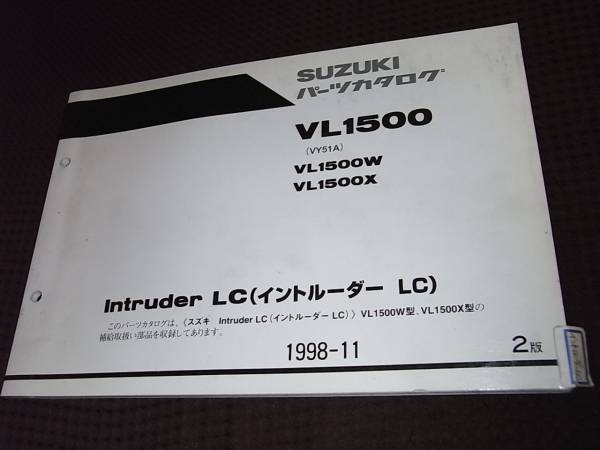 SUZUKI
パーツカタログ
VL1500
(VY51A)
VL1500W
VL1500X
Intruder LC(イントルーダー LC)
このパーツカタログは、〈スズキ Intruder LC(イントルーダー LC)〉VL1500W型、VL1500X型の
補給取扱い部品を収録してあります。
1998-11
2版